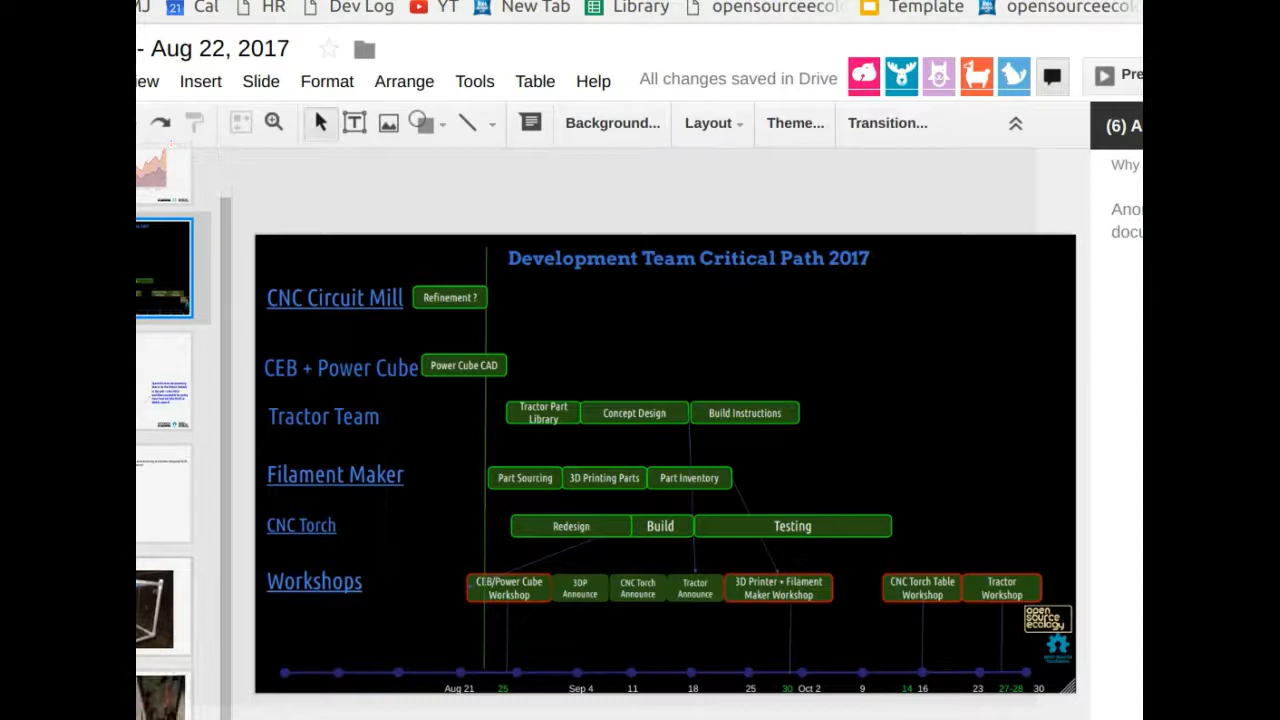 MJ 21 Cal HR Dev Log YT New Tab Library opensourceecol Template opensourceecol
- Aug 22, 2017
ew Insert Slide Format Arrange Tools Table Help All changes saved in Drive Pre
Background... Layout Theme... Transition... (6) A
Why
Anor
docu
Development Team Critical Path 2017
CNC Circuit Mill Refinement ?
CEB + Power Cube Power Cube CAD
Tractor Team Tractor Part Library Concept Design Build Instructions
Filament Maker Part Sourcing 3D Printing Parts Part Inventory
CNC Torch Redesign Build Testing
Workshops CEB/Power Cube Workshop 3DP Announce CNC Torch Announce Tractor Announce 3D Printer + Filament Maker Workshop CNC Torch Table Workshop Tractor Workshop
open source ecology
Aug 21 25 Sep 4 11 18 25 30 Oct 2 9 14 16 23 27-28 30